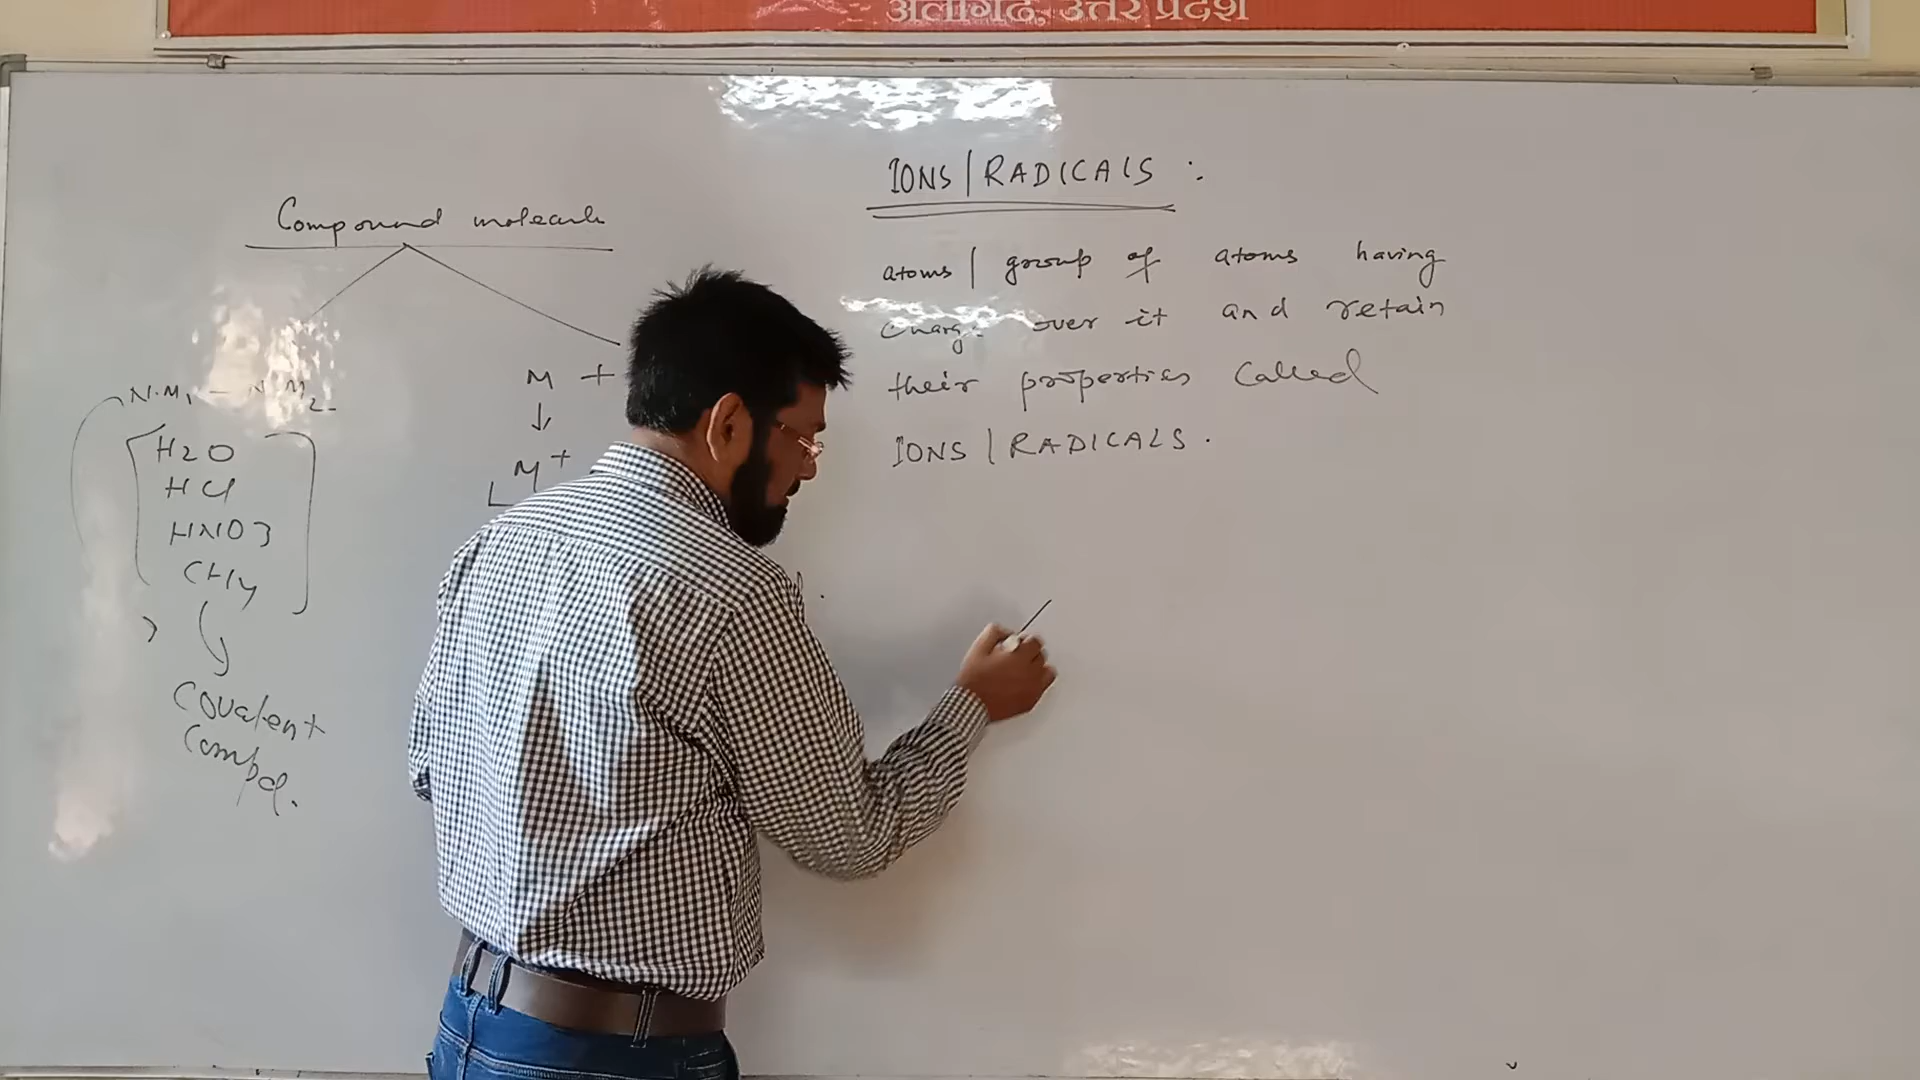 अलीगढ़, उत्तर प्रदेश
Compound molecule
N.M1 - N.M2
H2O
HCl
HNO3
CH4
Covalent
Compd.
M +
↓
M+
IONS | RADICALS :
atoms | group of atoms having
charge over it and retain
their properties called
IONS | RADICALS.